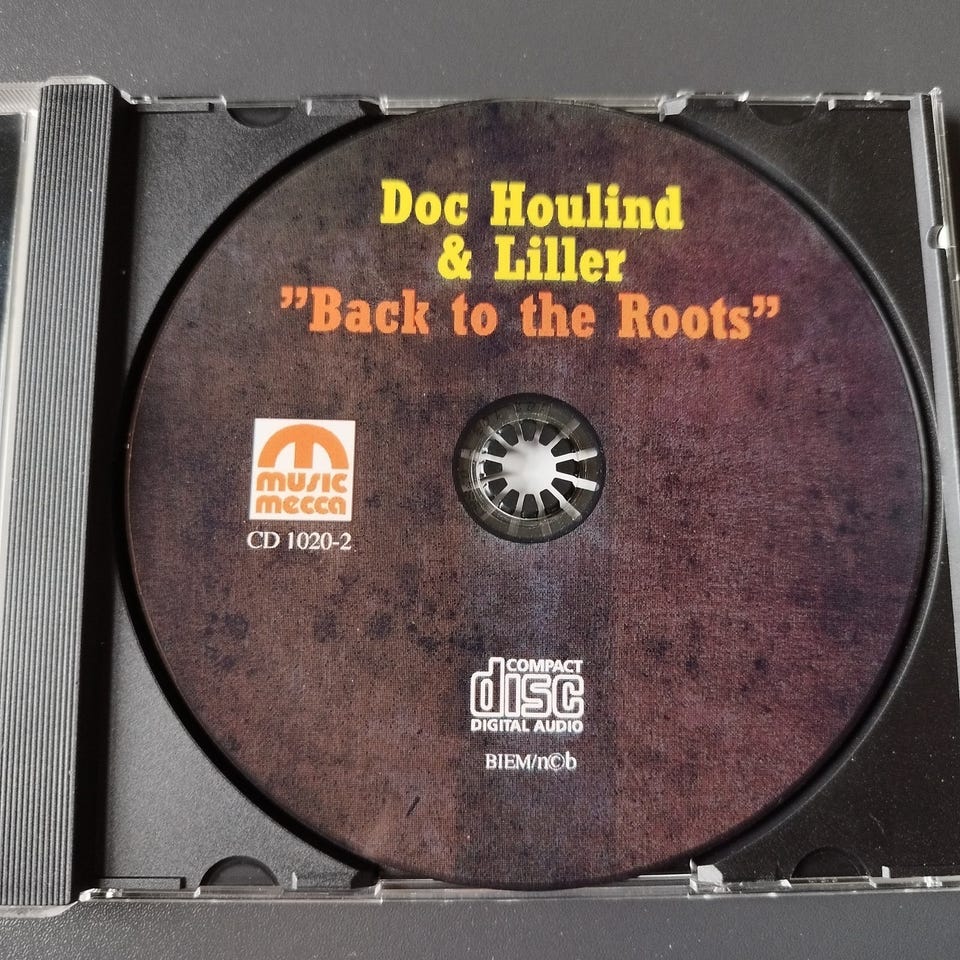 Doc Houlind
& Liller
”Back to the Roots”
music
mecca
CD 1020-2
COMPACT
disc
DIGITAL AUDIO
BIEM/n©b